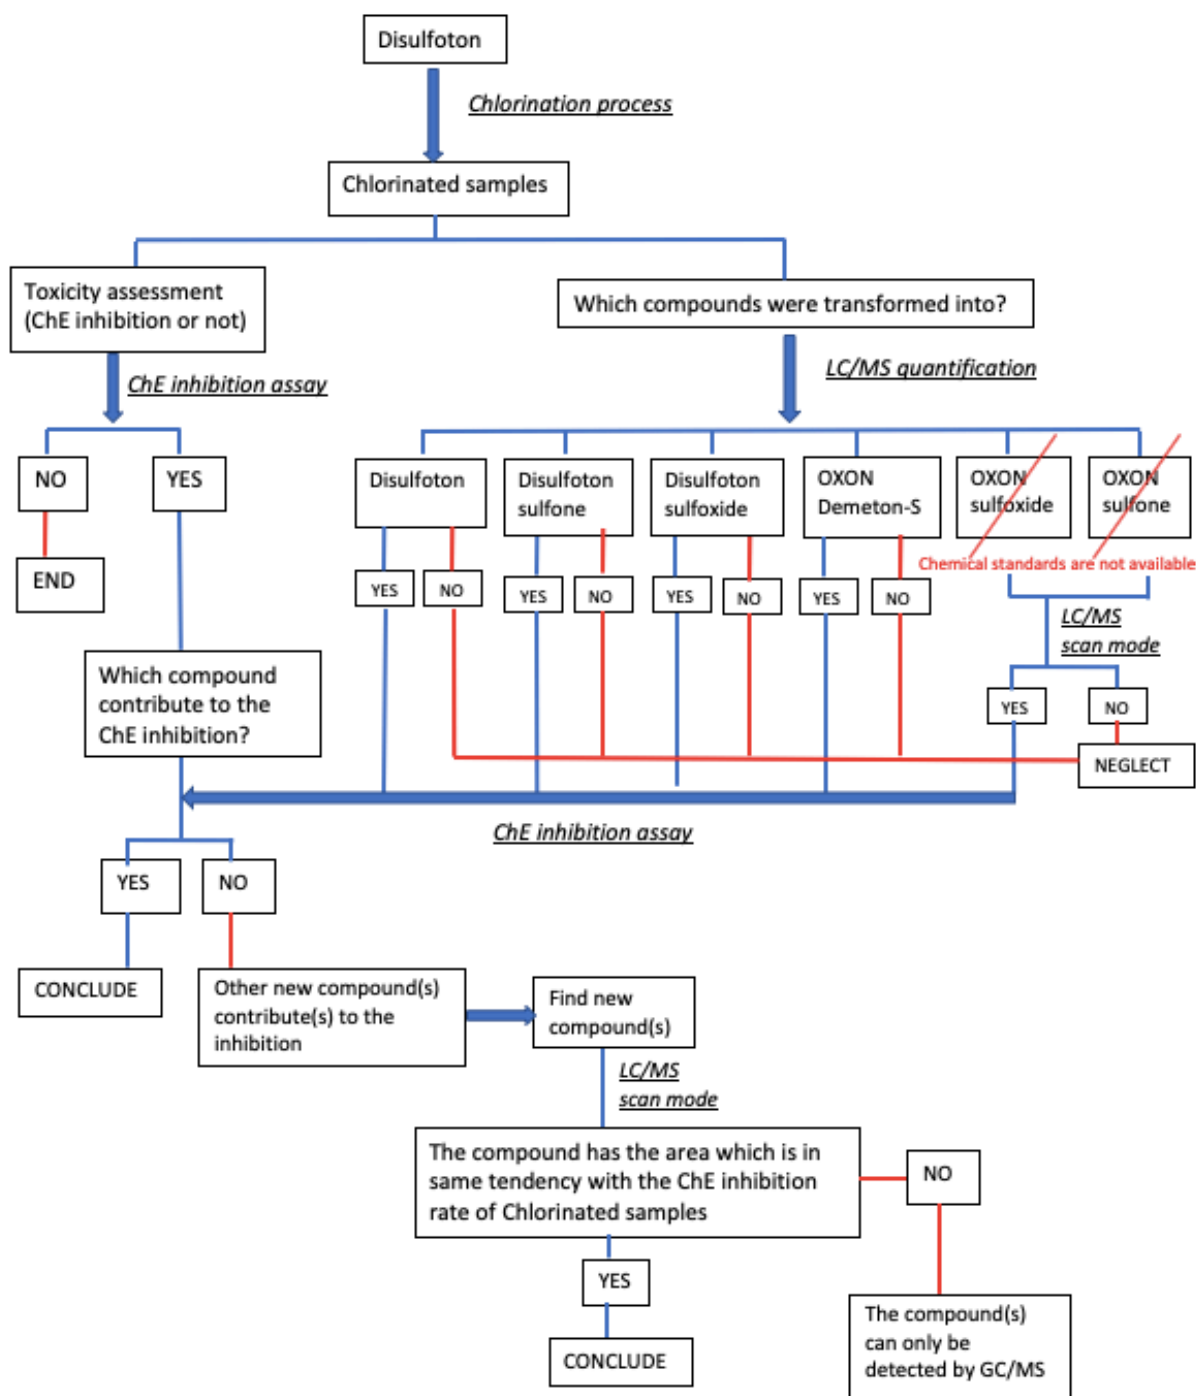 Disulfoton
Chlorination process
Chlorinated samples
Toxicity assessment
(ChE inhibition or not)
Which compounds were transformed into?
ChE inhibition assay
LC/MS quantification
NO
YES
Disulfoton
Disulfoton
sulfone
Disulfoton
sulfoxide
OXON
Demeton-S
OXON
sulfoxide
OXON
sulfone
Chemical standards are not available
END
YES
NO
YES
NO
YES
NO
YES
NO
LC/MS
scan mode
Which compound
contribute to the
ChE inhibition?
YES
NO
NEGLECT
ChE inhibition assay
YES
NO
CONCLUDE
Other new compound(s)
contribute(s) to the
inhibition
Find new
compound(s)
LC/MS
scan mode
The compound has the area which is in
same tendency with the ChE inhibition
rate of Chlorinated samples
NO
YES
CONCLUDE
The compound(s)
can only be
detected by GC/MS